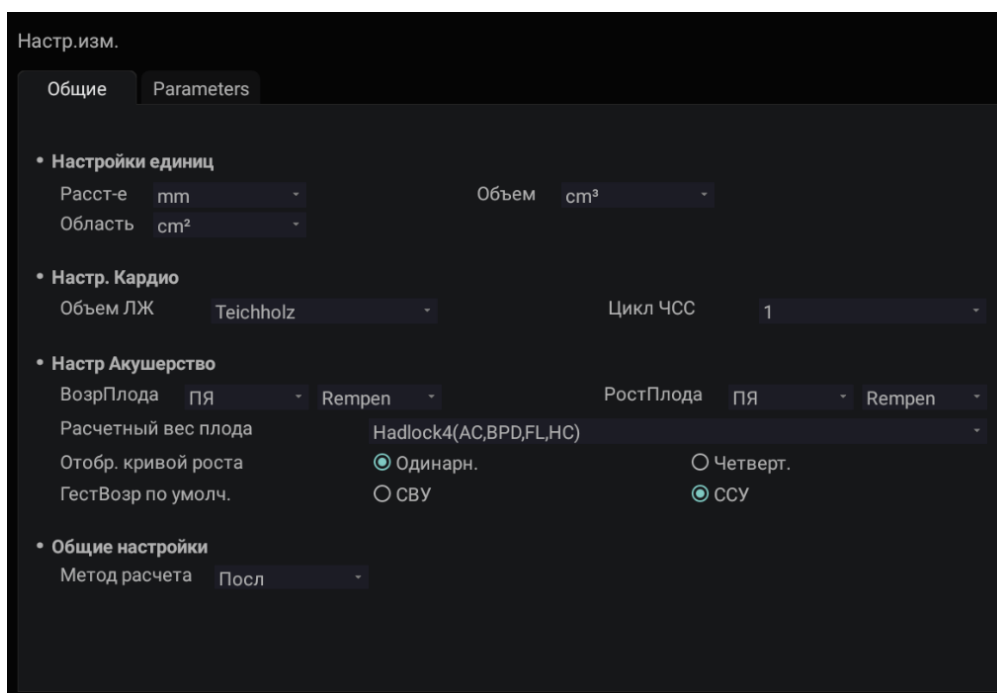 Настр.изм.
Общие Parameters
• Настройки единиц
Расст-е mm Объем cm³
Область cm²
• Настр. Кардио
Объем ЛЖ Teichholz Цикл ЧСС 1
• Настр Акушерство
ВозрПлода ПЯ Rempen РостПлода ПЯ Rempen
Расчетный вес плода Hadlock4(AC,BPD,FL,HC)
Отобр. кривой роста Одинарн. Четверт.
ГестВозр по умолч. СВУ ССУ
• Общие настройки
Метод расчета Посл